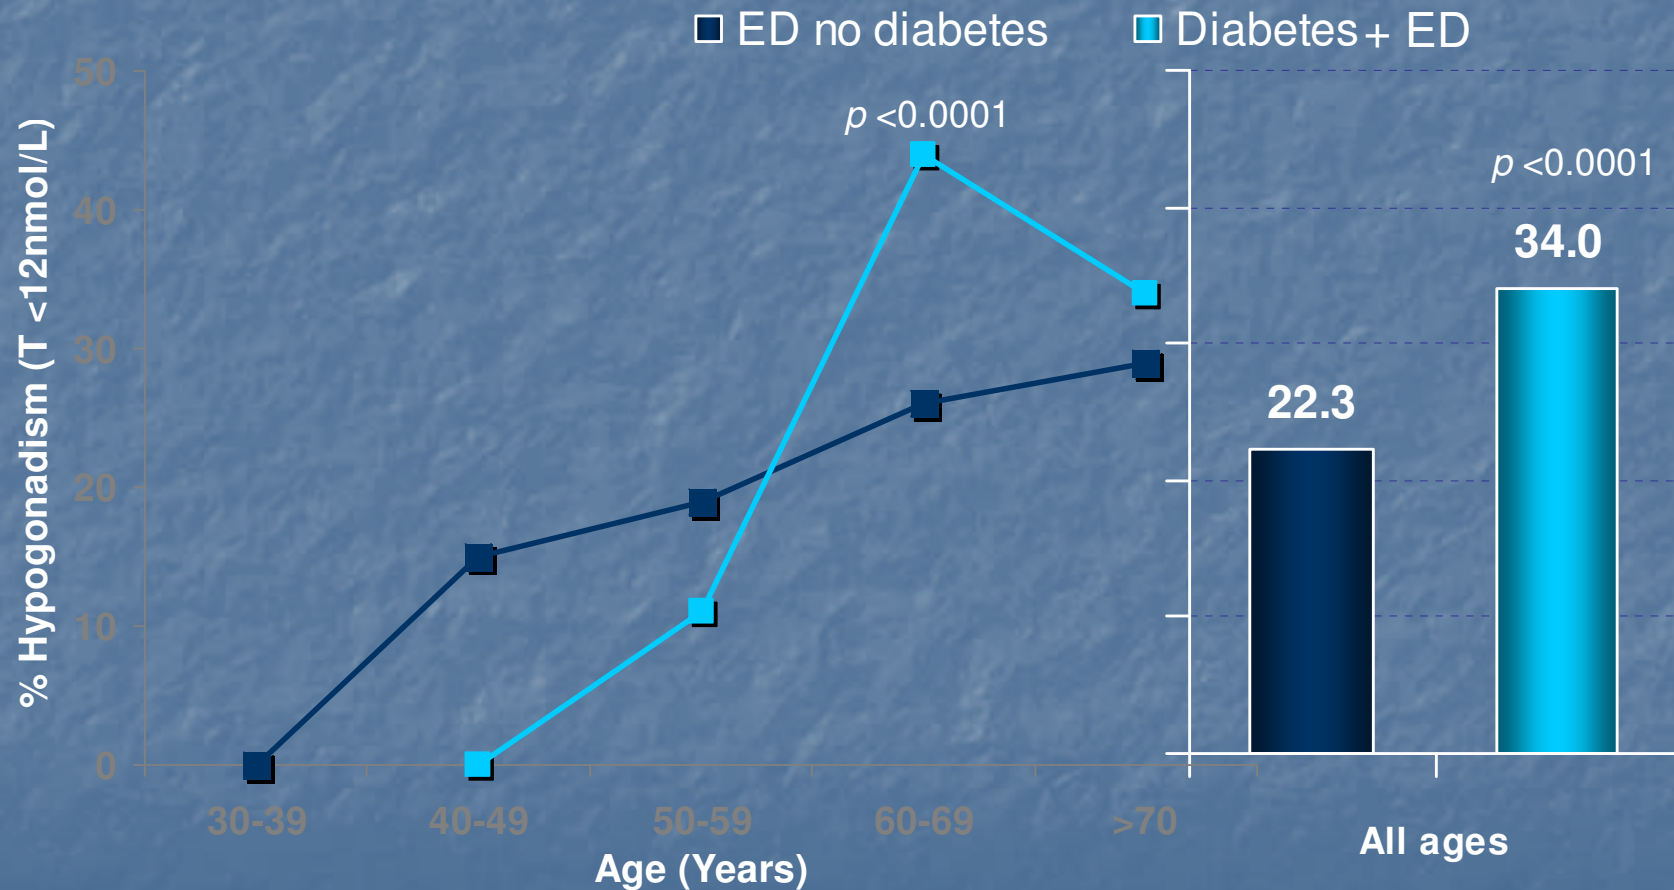 ED no diabetes
Diabetes + ED
% Hypogonadism (T <12nmol/L)
50
40
30
20
10
0
p <0.0001
p <0.0001
34.0
22.3
30-39
40-49
50-59
60-69
>70
Age (Years)
All ages